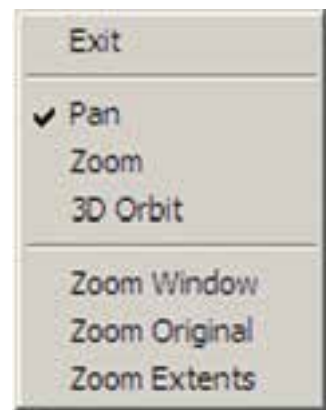 Exit
Pan
Zoom
3D Orbit
Zoom Window
Zoom Original
Zoom Extents